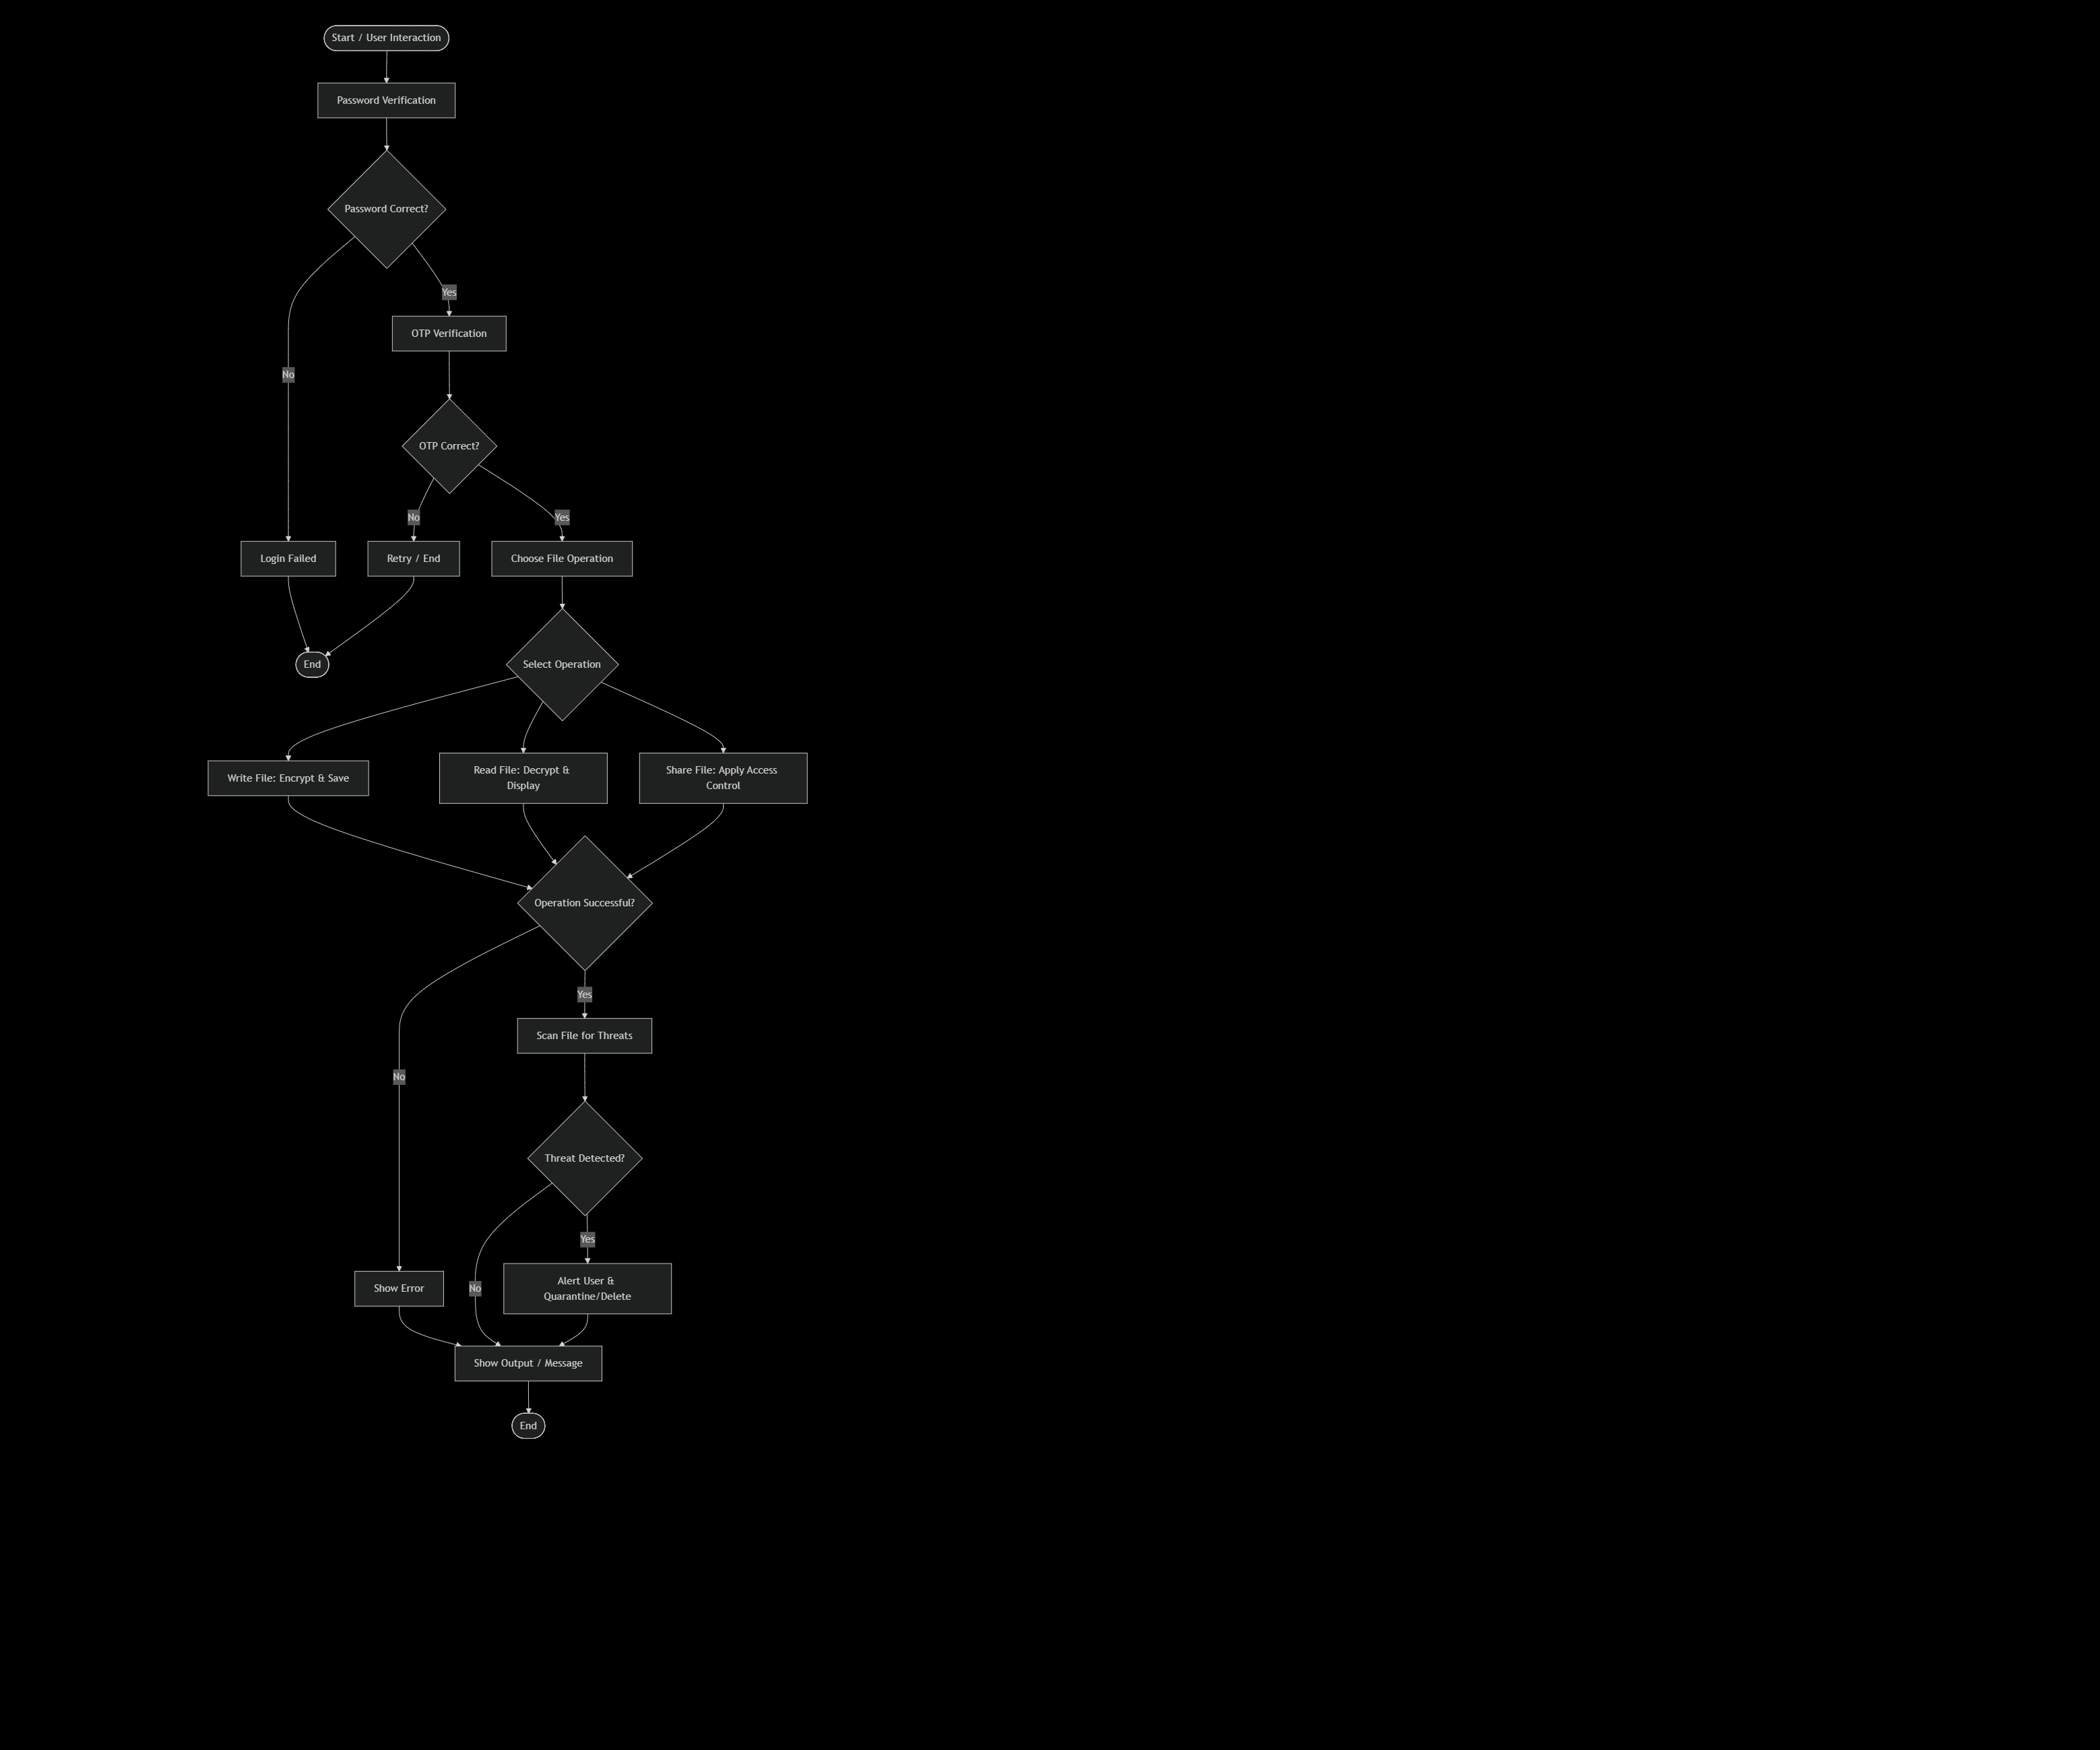 Start / User Interaction
Password Verification
Password Correct?
Yes
OTP Verification
No
OTP Correct?
No
Yes
Login Failed
Retry / End
Choose File Operation
End
Select Operation
Write File: Encrypt & Save
Read File: Decrypt &
Display
Share File: Apply Access
Control
Operation Successful?
Yes
Scan File for Threats
No
Threat Detected?
Yes
Show Error
No
Alert User &
Quarantine/Delete
Show Output / Message
End